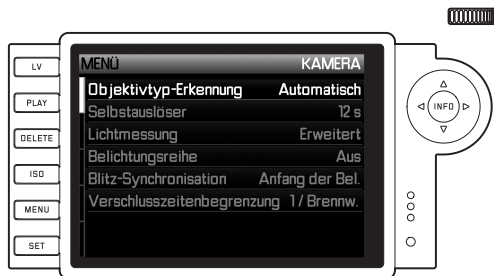 LV
PLAY
DELETE
ISO
MENU
SET
MENÜ KAMERA
Objektivtyp-Erkennung Automatisch
Selbstauslöser 12 s
Lichtmessung Erweitert
Belichtungsreihe Aus
Blitz-Synchronisation Anfang der Bel.
Verschlusszeitenbegrenzung 1/Brennw.
INFO